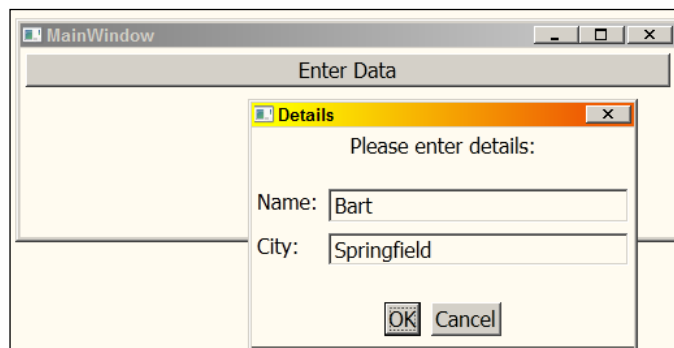 MainWindow
Enter Data
Details
Please enter details:
Name: Bart
City: Springfield
OK Cancel